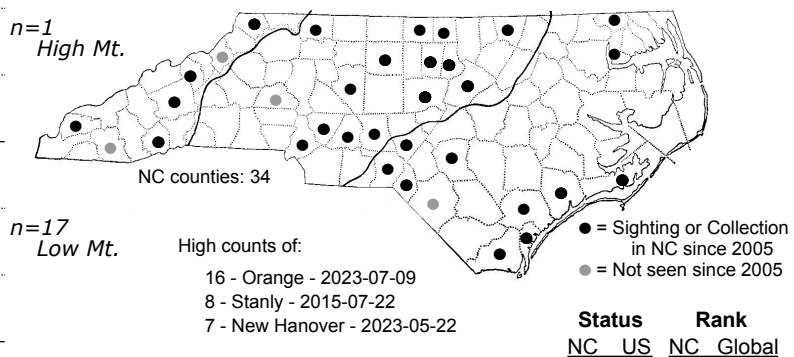 n=1
High Mt.
NC counties: 34
n=17
Low Mt.
High counts of:
16 - Orange - 2023-07-09
8 - Stanly - 2015-07-22
7 - New Hanover - 2023-05-22
● = Sighting or Collection
in NC since 2005
● = Not seen since 2005
Status Rank
NC US NC Global